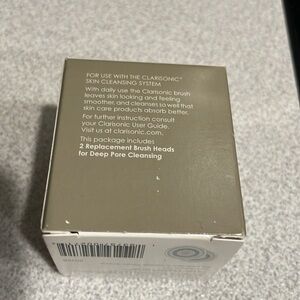 FOR USE WITH THE CLARISONIC®
SKIN CLEANSING SYSTEM
With daily use the Clarisonic brush
leaves skin looking and feeling
smoother, and cleanses so well that
skin care products absorb better.
For further instruction consult
your Clarisonic User Guide.
Visit us at clarisonic.com.
This package includes
2 Replacement Brush Heads
for Deep Pore Cleansing